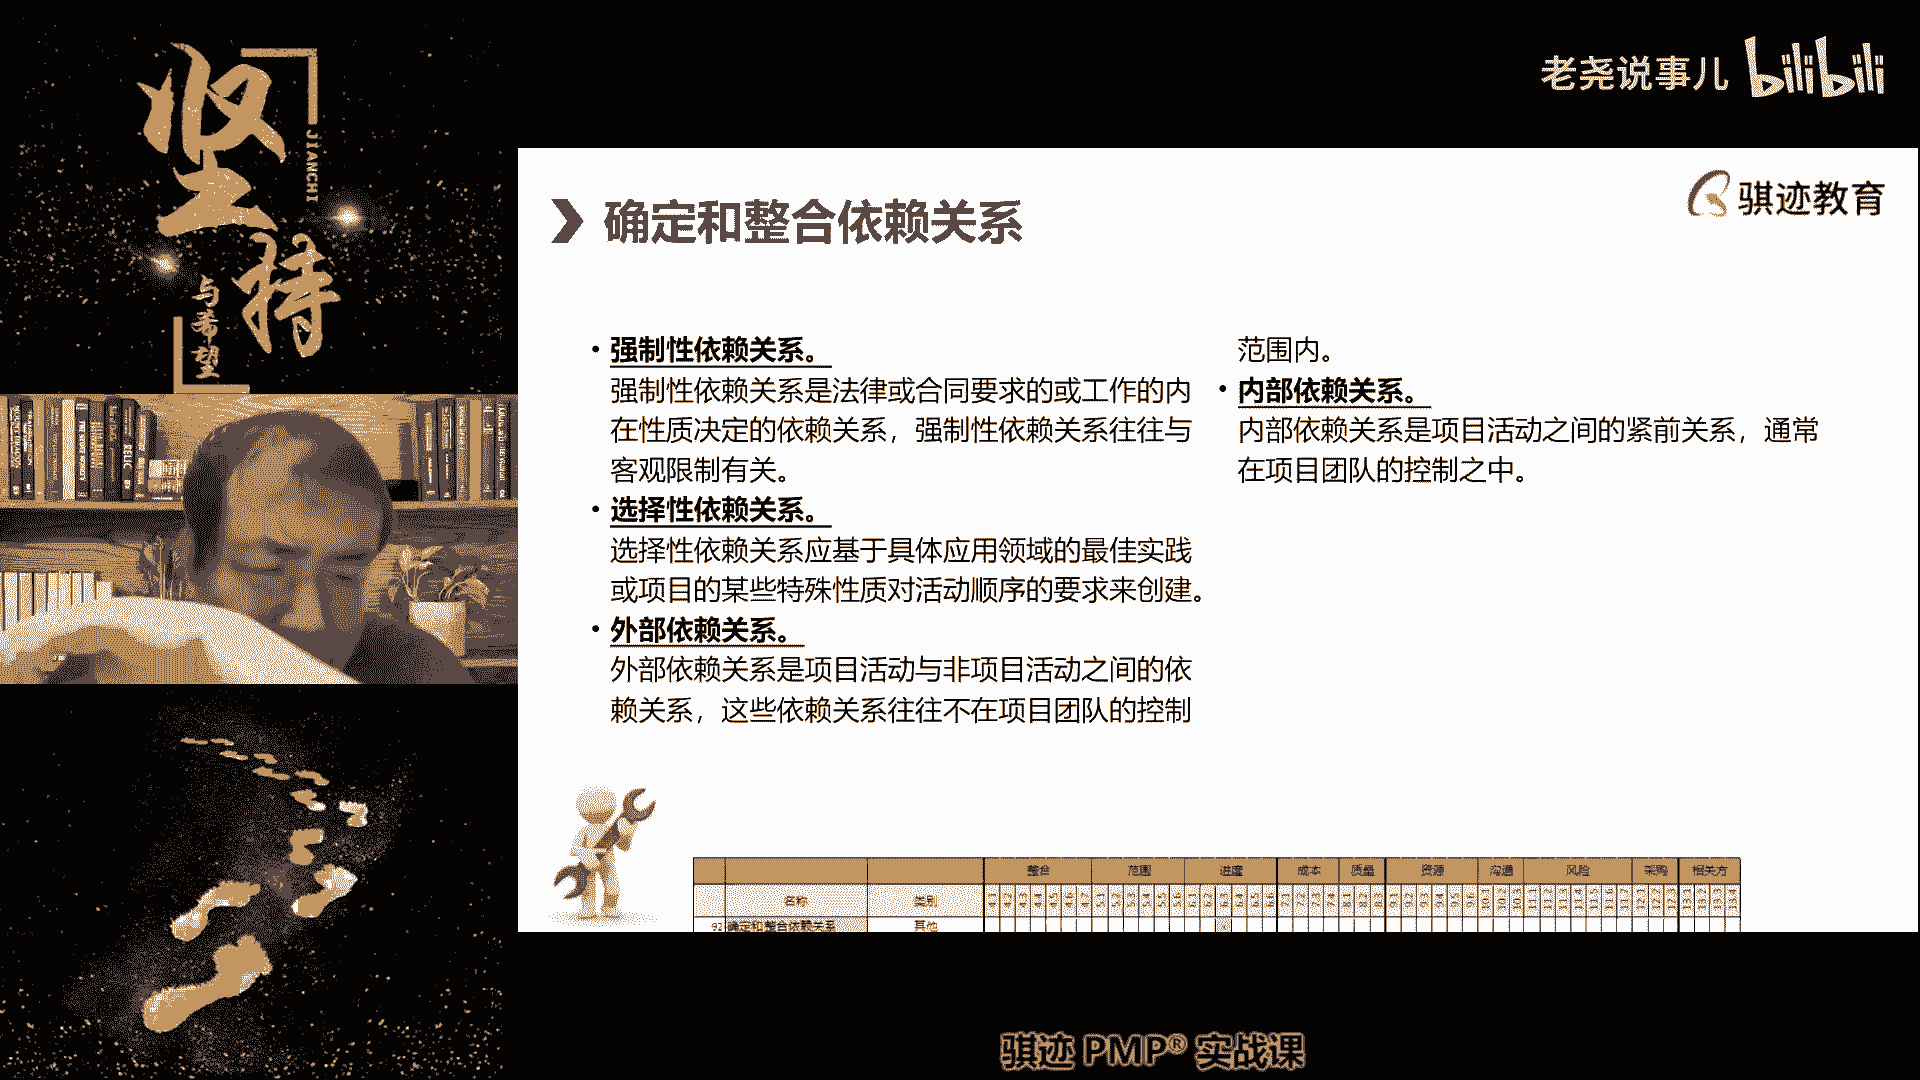 坚
持
JIANCHI
与
希
望
老尧说事儿 bilibili
骐迹教育
确定和整合依赖关系
• 强制性依赖关系。
强制性依赖关系是法律或合同要求的或工作的内
在性质决定的依赖关系，强制性依赖关系往往与
客观限制有关。
• 选择性依赖关系。
选择性依赖关系应基于具体应用领域的最佳实践
或项目的某些特殊性质对活动顺序的要求来创建。
• 外部依赖关系。
外部依赖关系是项目活动与非项目活动之间的依
赖关系，这些依赖关系往往不在项目团队的控制
范围内。
• 内部依赖关系。
内部依赖关系是项目活动之间的紧前关系，通常
在项目团队的控制之中。
整合 范围 进度 成本 质量 资源 沟通 风险 采购 相关方
名称 类别
92 确定和整合依赖关系 其他
骐迹 PMP® 实战课